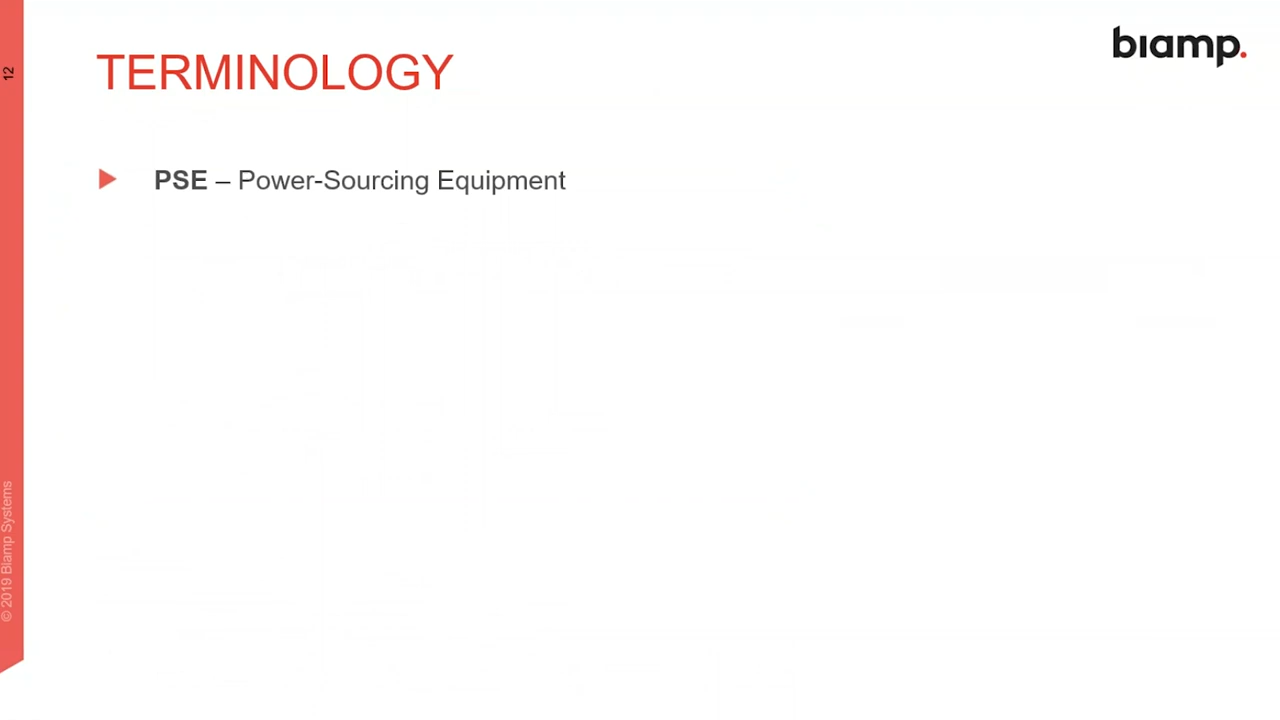 TERMINOLOGY
biamp.
12
PSE – Power-Sourcing Equipment
© 2019 Biamp Systems